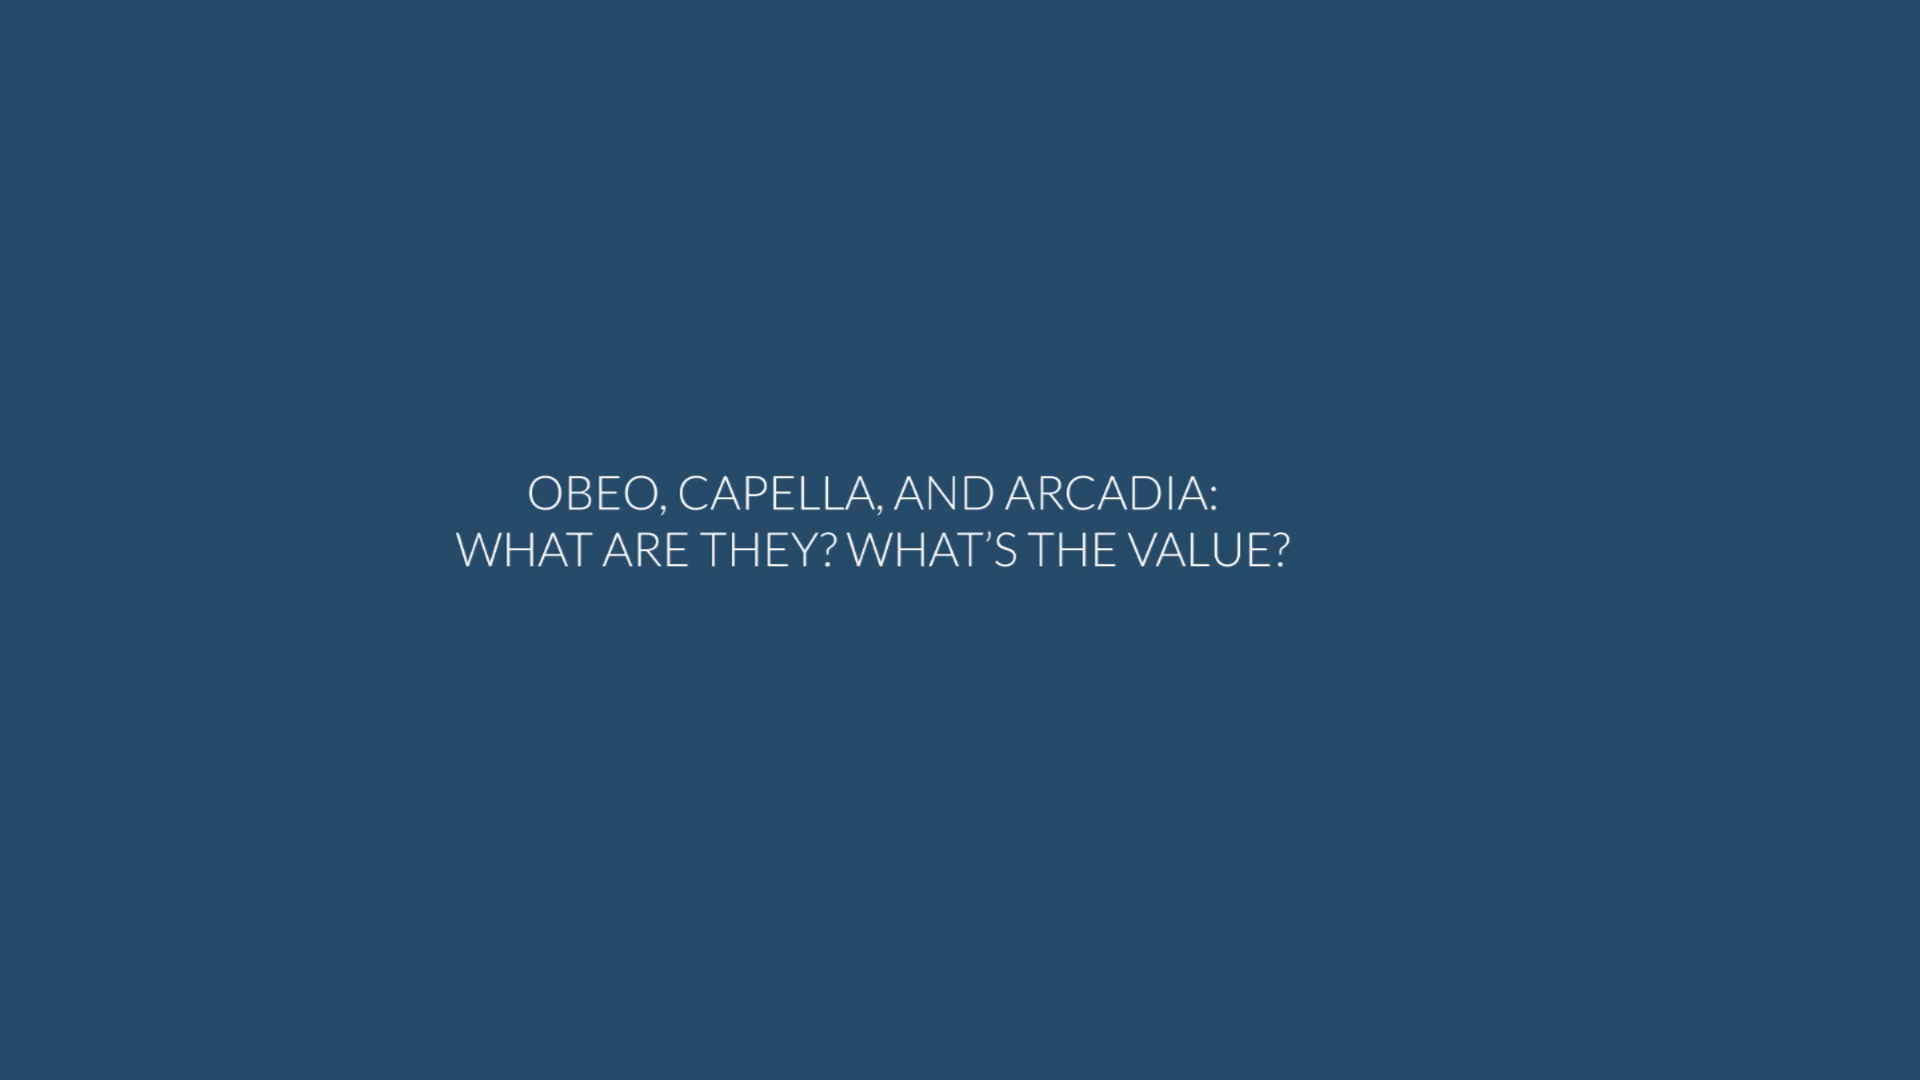 OBEO, CAPELLA, AND ARCADIA:
WHAT ARE THEY? WHAT’S THE VALUE?